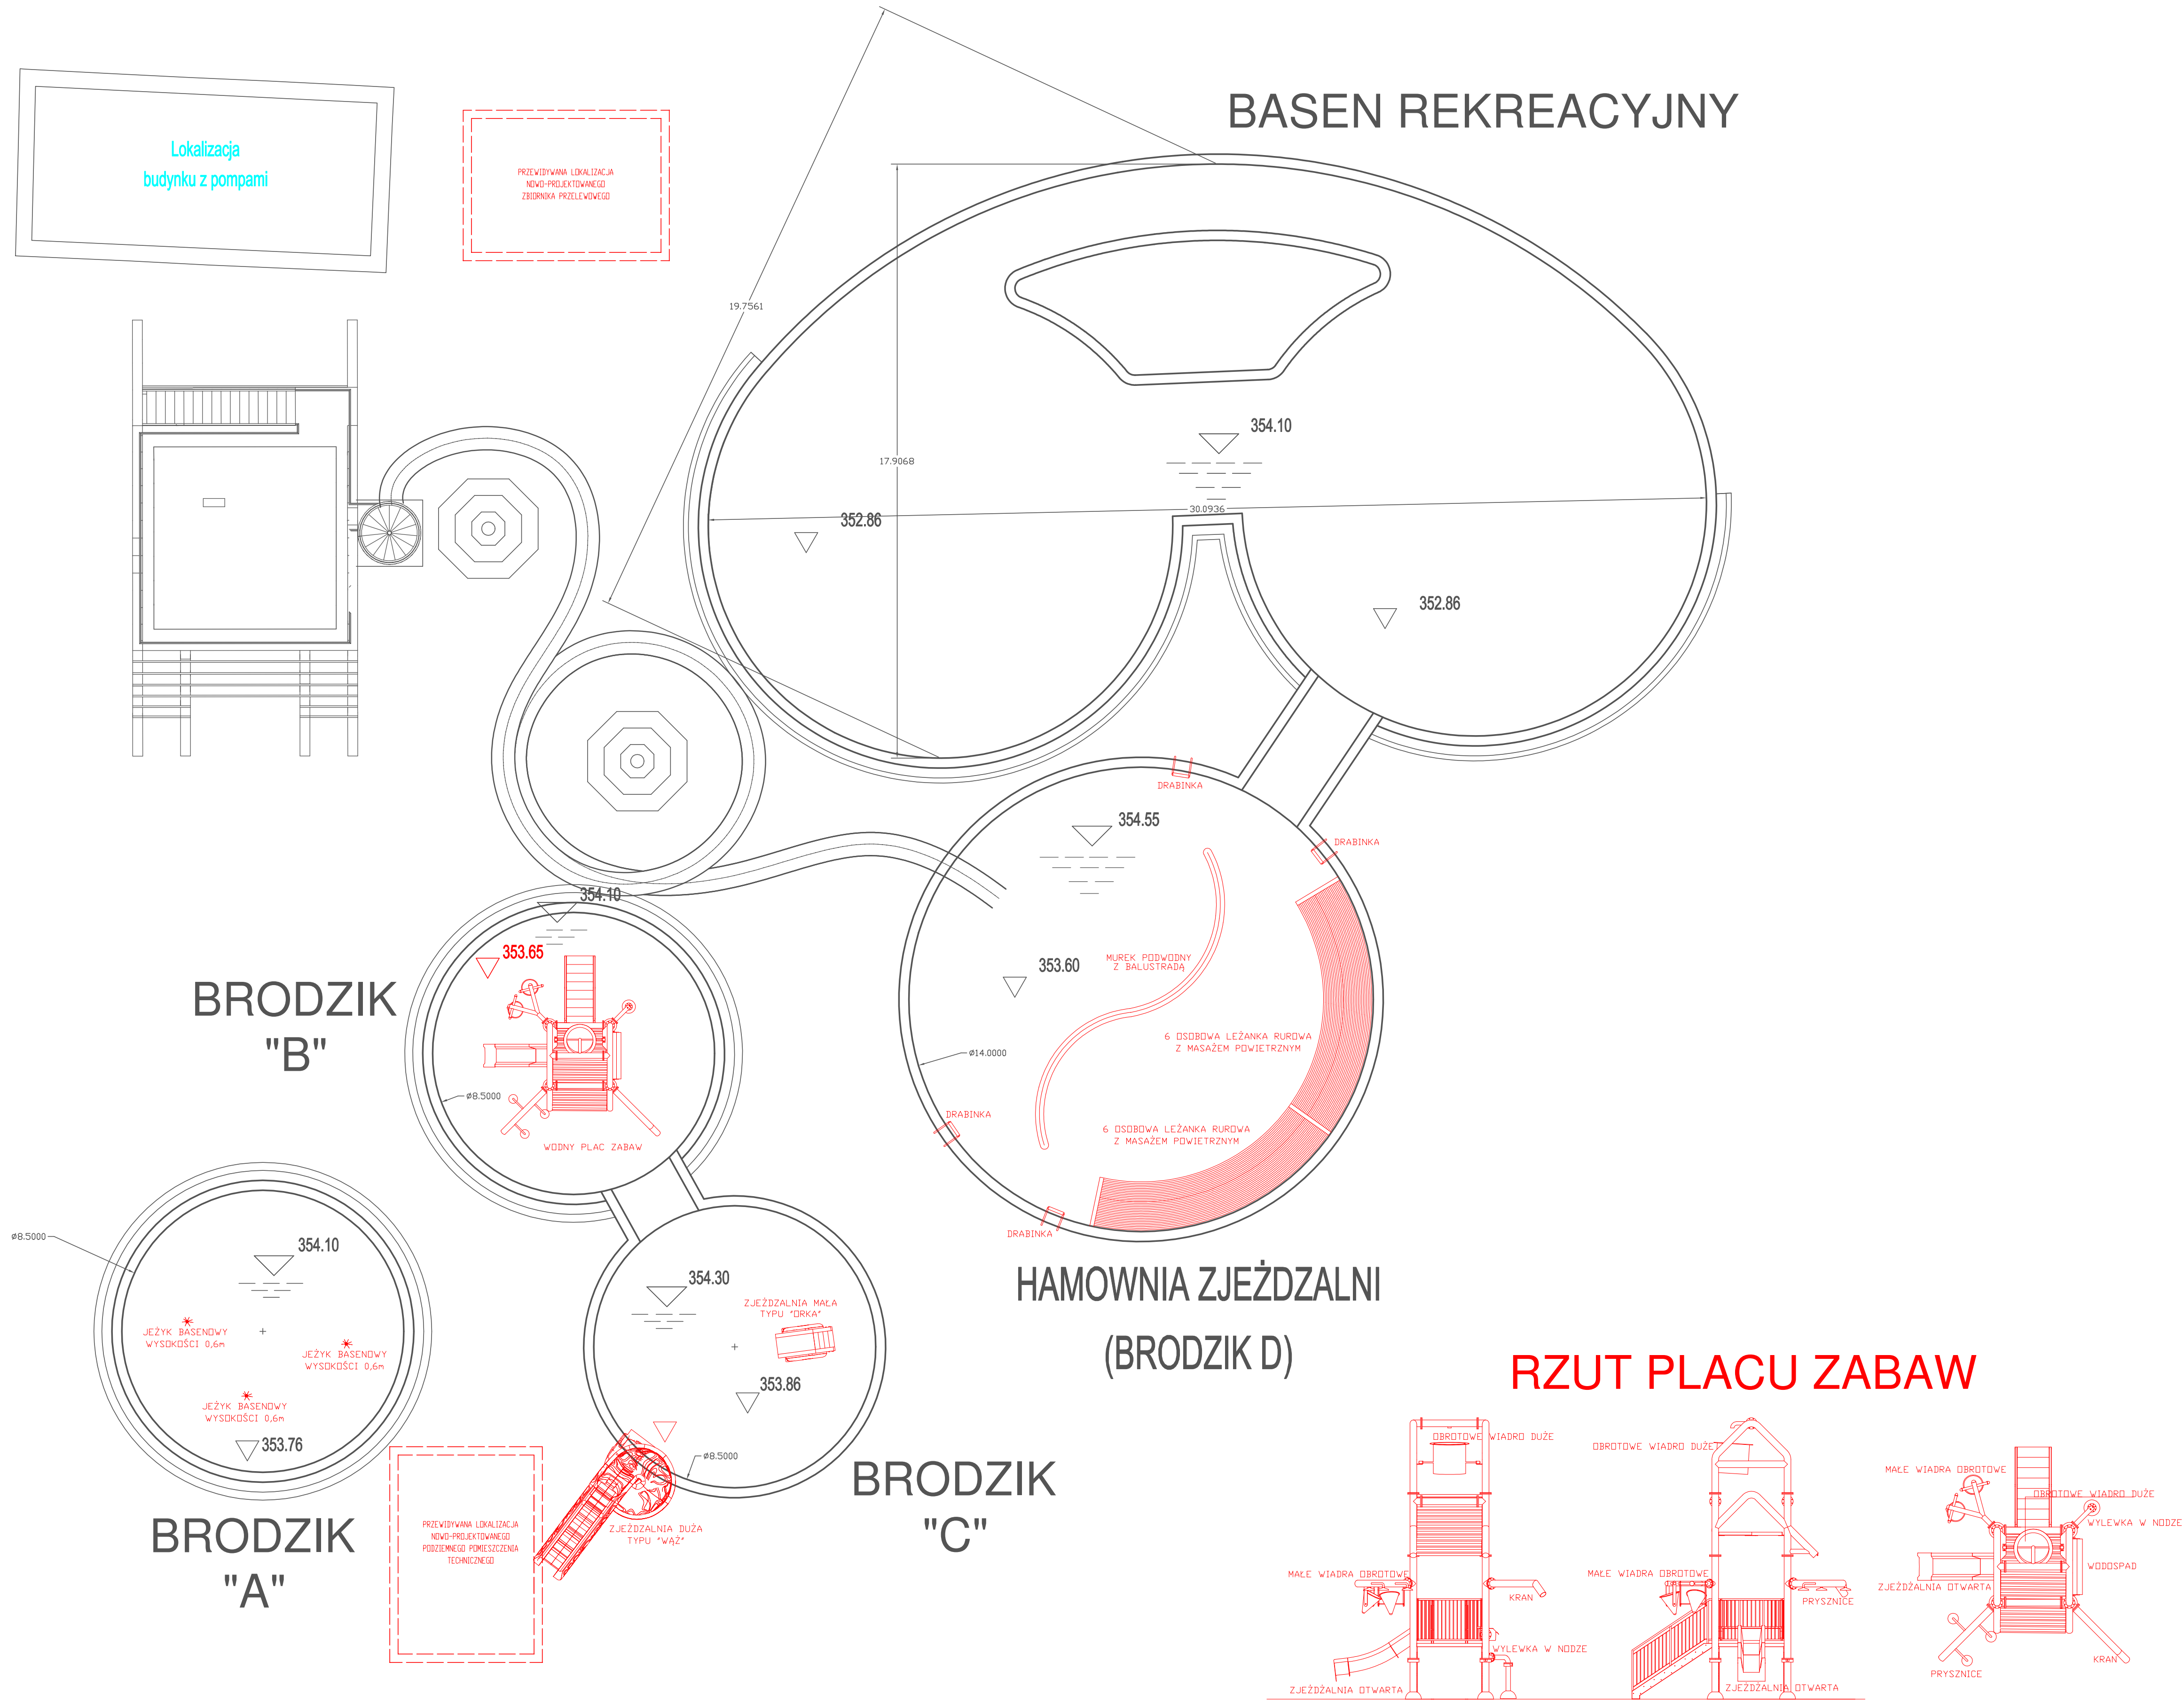 BASEN REKREACYJNY
Lokalizacja
budynku z pompami
PRZEWIDYWANA LOKALIZACJA
NOWO-PROJEKTOWANEGO
ZBIORNIKA PRZELEWOWEGO
19.7561
17.9068
354.10
30.0936
352.86
352.86
DRABINKA
354.55
DRABINKA
354.10
353.65
MUREK PODWODNY
Z BALUSTRADĄ
353.60
BRODZIK
"B"
6 OSOBOWA LEŻANKA RUROWA
Z MASAŻEM POWIETRZNYM
ø14.0000
ø8.5000
DRABINKA
6 OSOBOWA LEŻANKA RUROWA
Z MASAŻEM POWIETRZNYM
WODNY PLAC ZABAW
DRABINKA
ø8.5000
354.10
354.30
HAMOWNIA ZJEŻDZALNI
(BRODZIK D)
ZJEŻDZALNIA MAŁA
TYPU "ORKA"
JEŻYK BASENOWY
WYSOKOŚCI 0,6m
JEŻYK BASENOWY
WYSOKOŚCI 0,6m
353.86
JEŻYK BASENOWY
WYSOKOŚCI 0,6m
353.76
ø8.5000
BRODZIK
"C"
BRODZIK
"A"
PRZEWIDYWANA LOKALIZACJA
NOWO-PROJEKTOWANEGO
PODZIEMNEGO POMIESZCZENIA
TECHNICZNEGO
ZJEŻDZALNIA DUŻA
TYPU "WĄŻ"
RZUT PLACU ZABAW
OBROTOWE WIADRO DUŻE
MAŁE WIADRA OBROTOWE
KRAN
WYLEWKA W NODZE
ZJEŻDŻALNIA OTWARTA
OBROTOWE WIADRO DUŻE
MAŁE WIADRA OBROTOWE
PRYSZNICE
ZJEŻDŻALNIA OTWARTA
MAŁE WIADRA OBROTOWE
OBROTOWE WIADRO DUŻE
WYLEWKA W NODZE
WODOSPAD
ZJEŻDŻALNIA OTWARTA
PRYSZNICE
KRAN